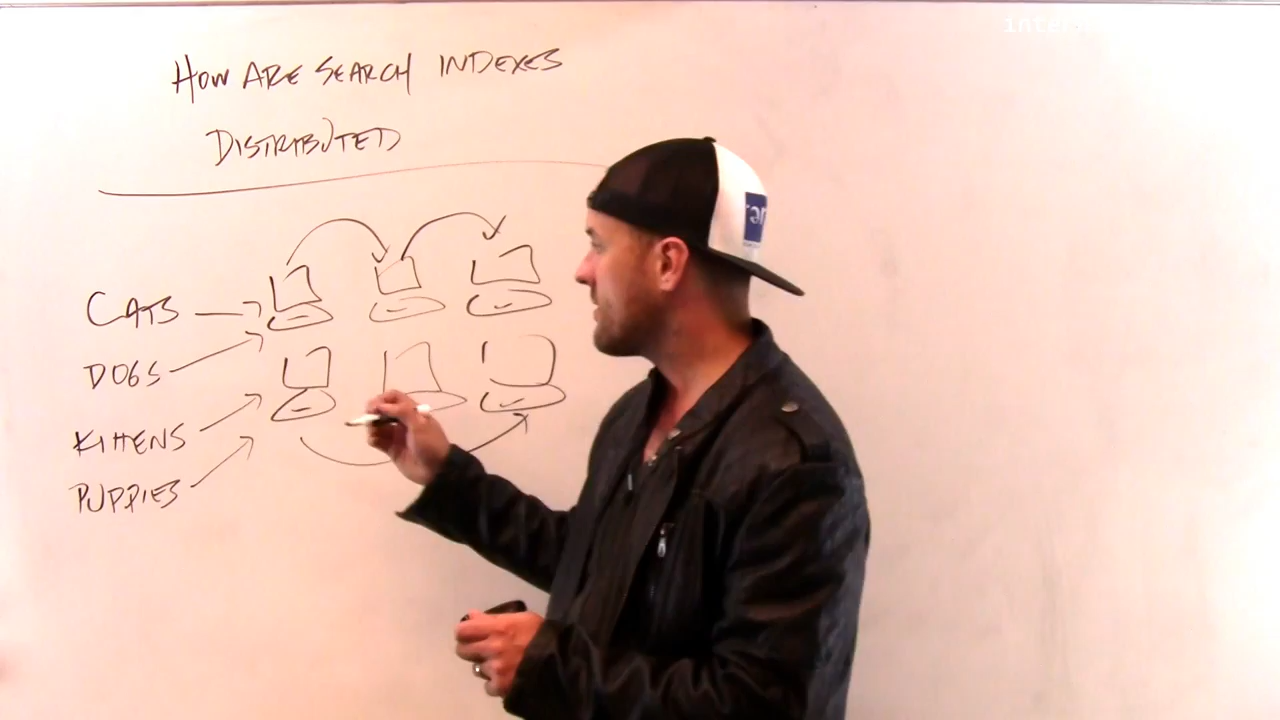 HOW ARE SEARCH INDEXES
DISTRIBUTED
CATS
DOGS
KITTENS
PUPPIES